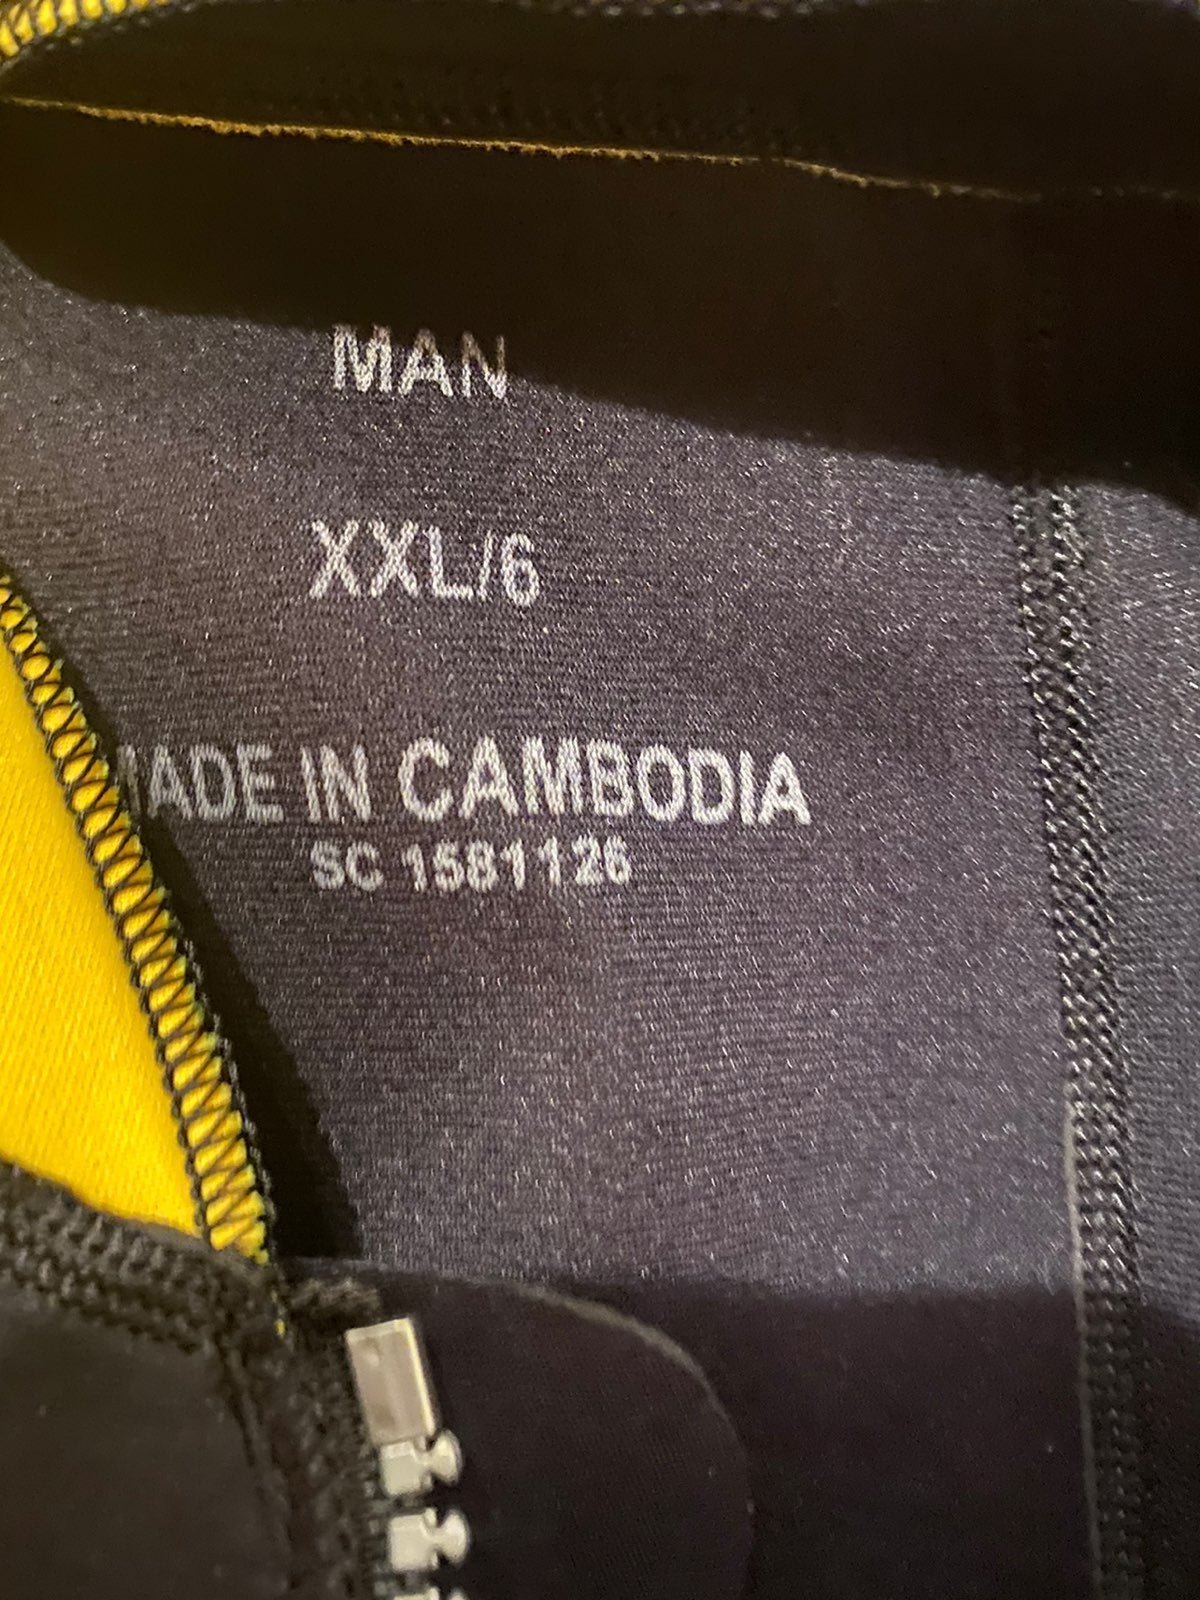 MAN
XXL/6
MADE IN CAMBODIA
SC 1581126